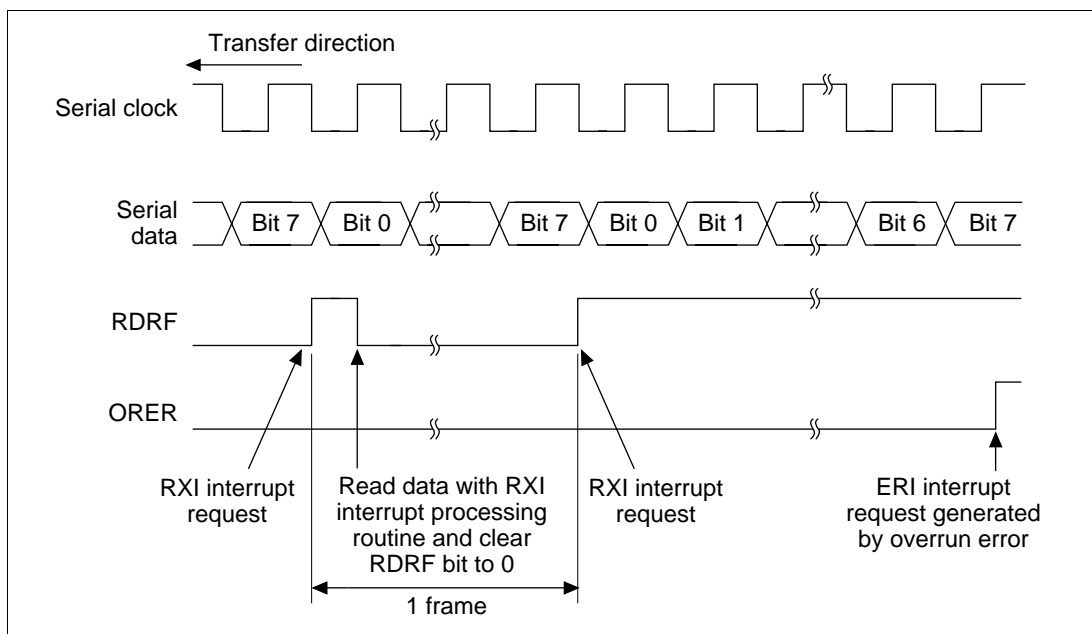 Transfer direction
Serial clock
Serial
data
Bit 7
Bit 0
Bit 7
Bit 0
Bit 1
Bit 6
Bit 7
RDRF
ORER
RXI interrupt
request
Read data with RXI
interrupt processing
routine and clear
RDRF bit to 0
RXI interrupt
request
ERI interrupt
request generated
by overrun error
1 frame